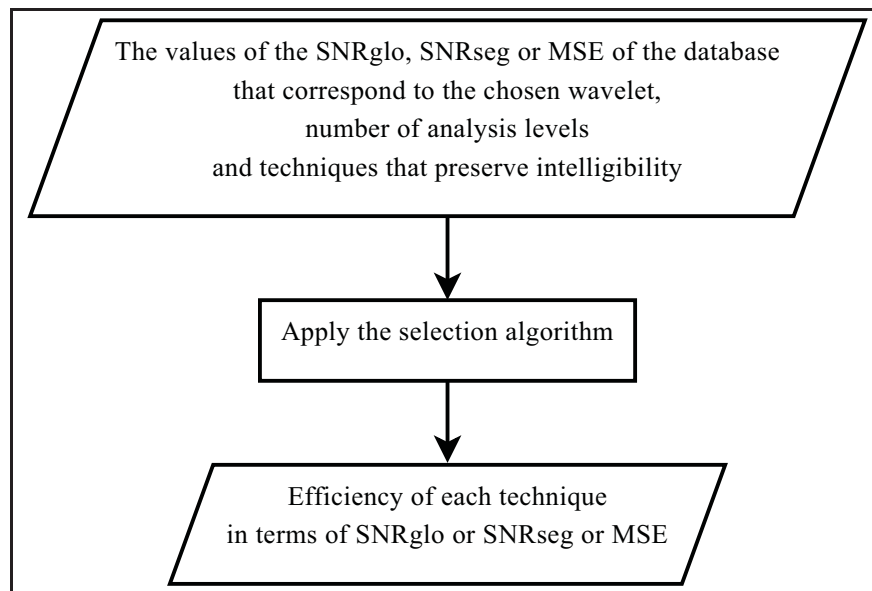 The values of the SNRglo, SNRseg or MSE of the database
that correspond to the chosen wavelet,
number of analysis levels
and techniques that preserve intelligibility
Apply the selection algorithm
Efficiency of each technique
in terms of SNRglo or SNRseg or MSE